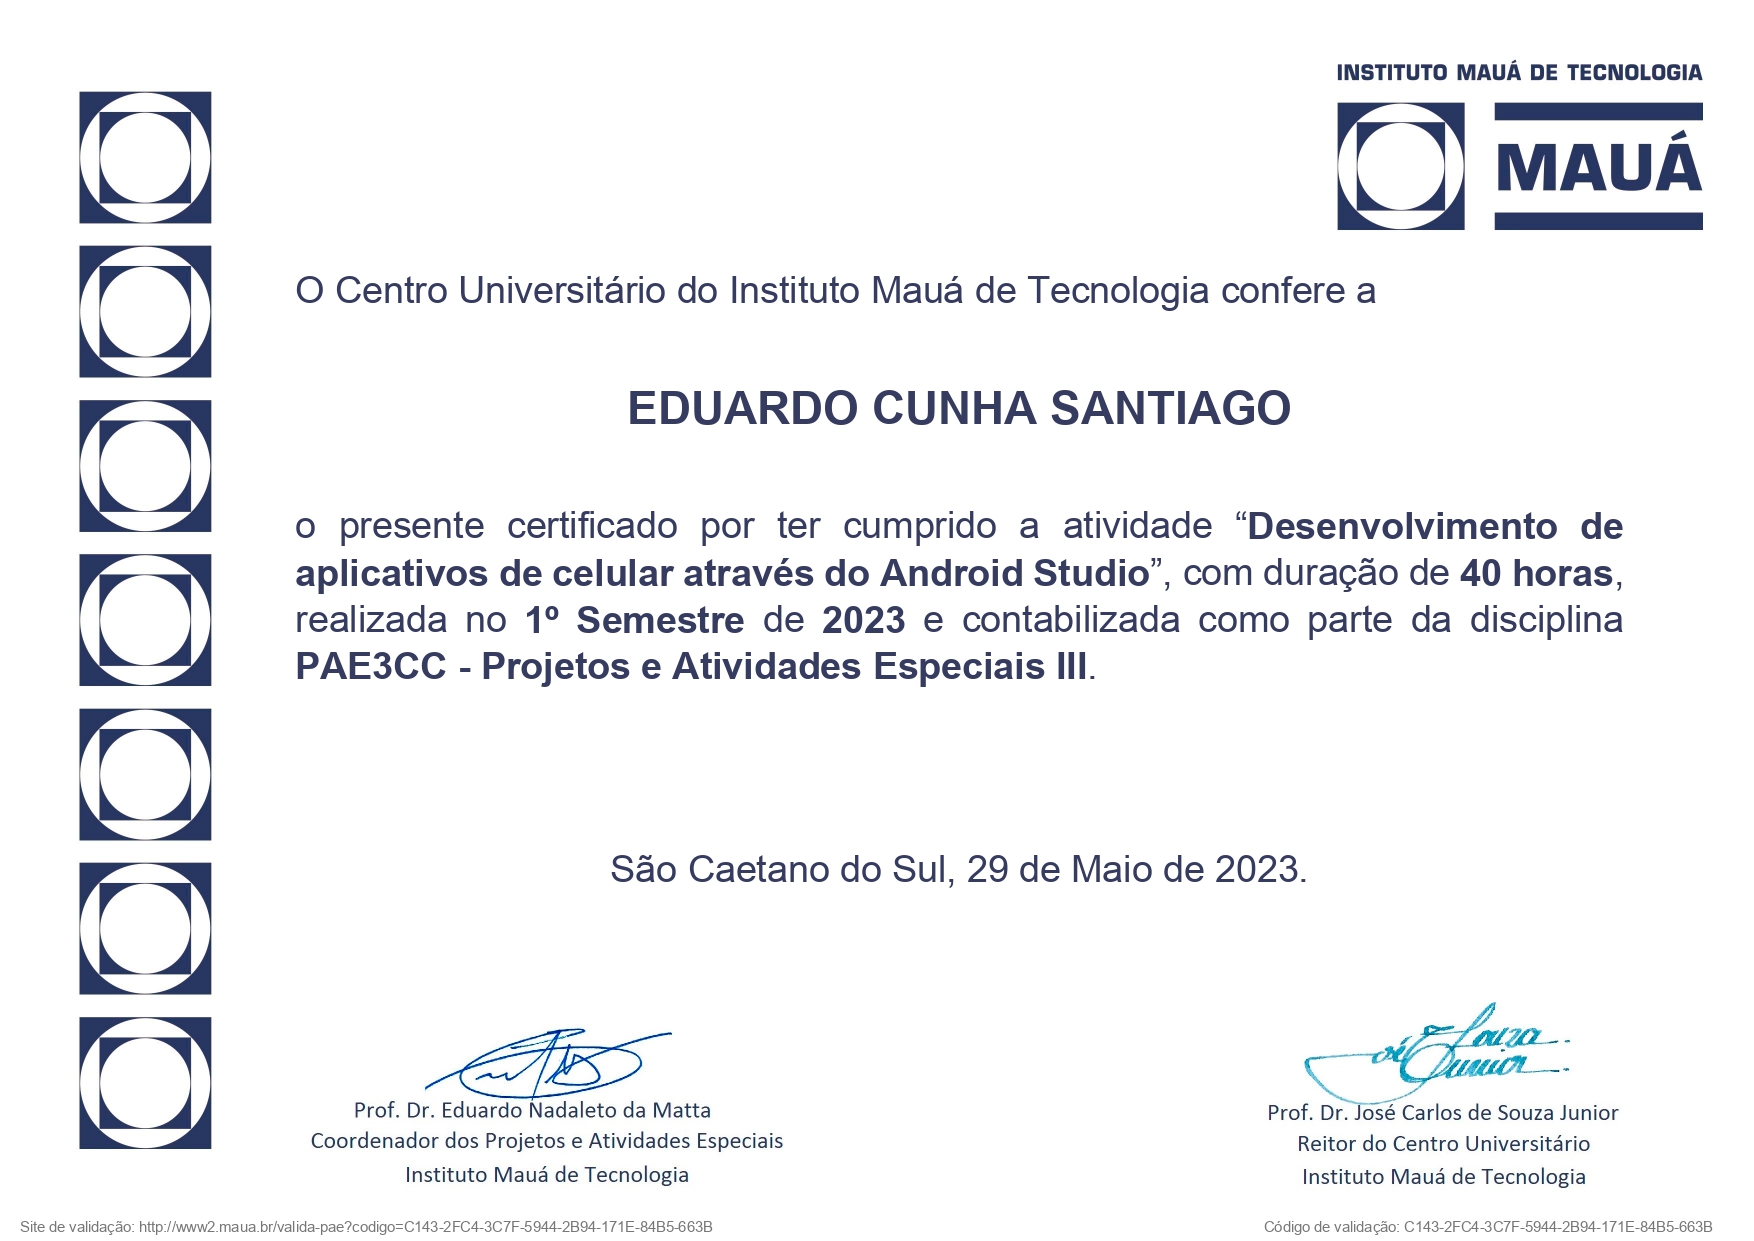 INSTITUTO MAUÁ DE TECNOLOGIA
MAUÁ
O Centro Universitário do Instituto Mauá de Tecnologia confere a
EDUARDO CUNHA SANTIAGO
o presente certificado por ter cumprido a atividade “Desenvolvimento de
aplicativos de celular através do Android Studio”, com duração de 40 horas,
realizada no 1º Semestre de 2023 e contabilizada como parte da disciplina
PAE3CC - Projetos e Atividades Especiais III.
São Caetano do Sul, 29 de Maio de 2023.
Prof. Dr. Eduardo Nadaleto da Matta
Coordenador dos Projetos e Atividades Especiais
Instituto Mauá de Tecnologia
Souza
Junior
Prof. Dr. José Carlos de Souza Junior
Reitor do Centro Universitário
Instituto Mauá de Tecnologia
Site de validação: http://www2.maua.br/valida-pae?codigo=C143-2FC4-3C7F-5944-2B94-171E-84B5-663B
Código de validação: C143-2FC4-3C7F-5944-2B94-171E-84B5-663B